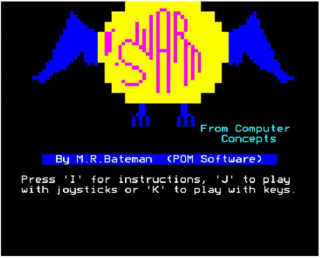 SWARM
From Computer
Concepts
By M.R.Bateman (POM Software)
Press 'I' for instructions, 'J' to play
with joysticks or 'K' to play with keys.